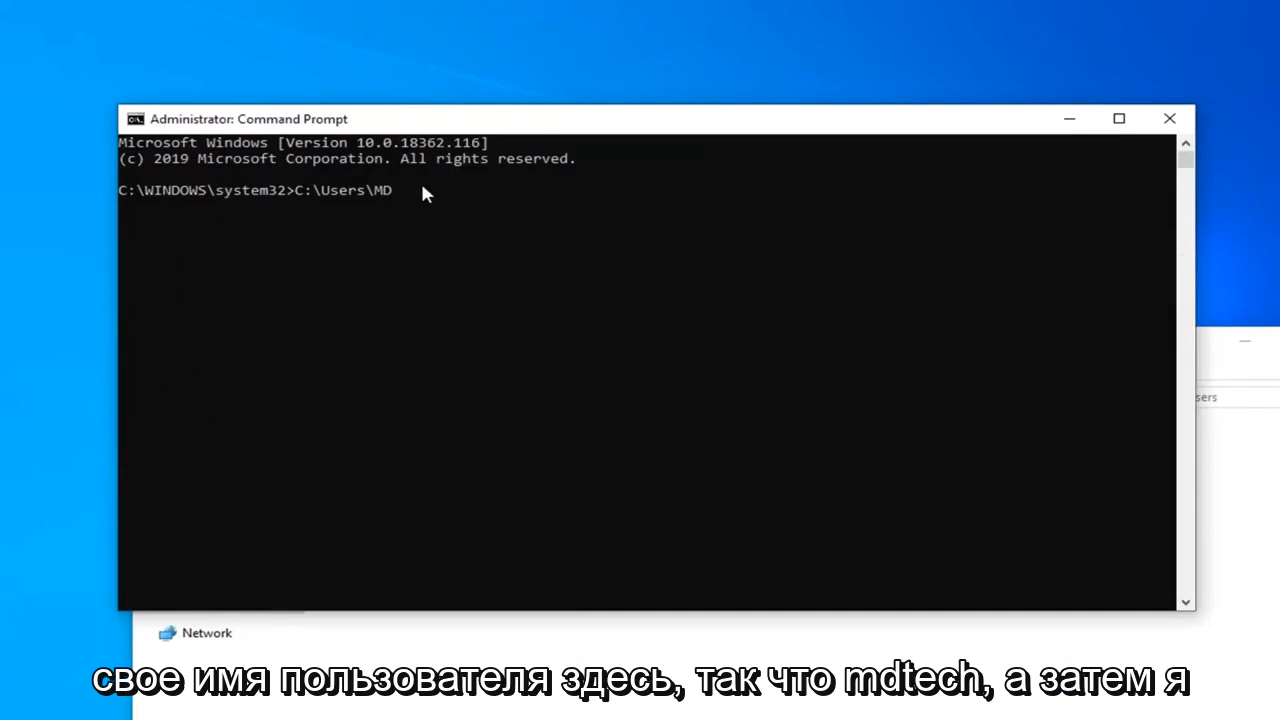 Administrator: Command Prompt
Microsoft Windows [Version 10.0.18362.116]
(c) 2019 Microsoft Corporation. All rights reserved.
C:\WINDOWS\system32>C:\Users\MD
sers
Network
свое имя пользователя здесь, так что mdtech, а затем я